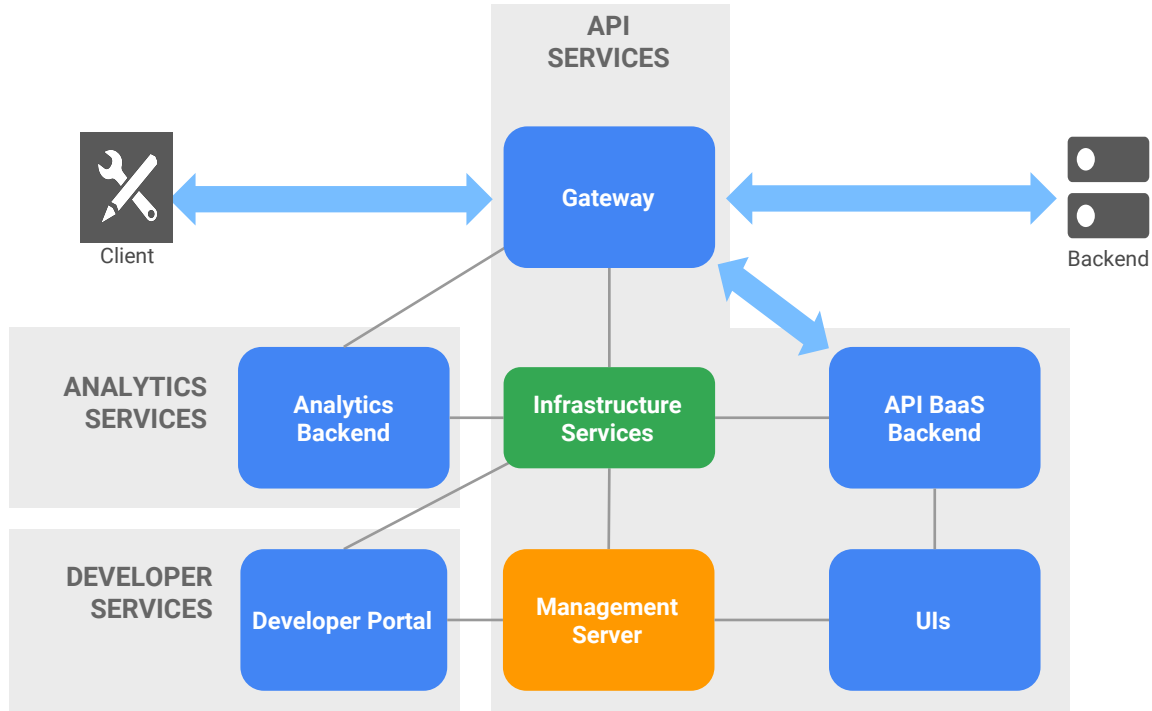 API
SERVICES
Gateway
Client
Backend
ANALYTICS
SERVICES
Analytics
Backend
Infrastructure
Services
API BaaS
Backend
DEVELOPER
SERVICES
Developer Portal
Management
Server
UIs